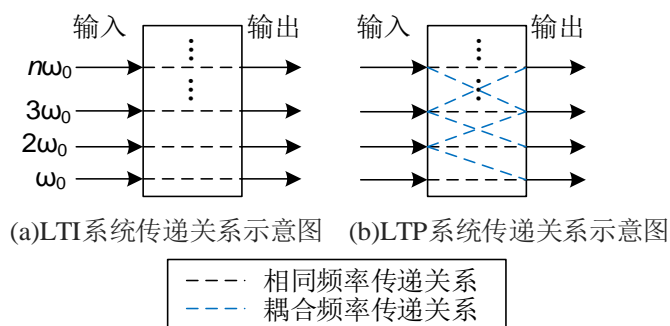 输入 输出 输入 输出
nω₀
3ω₀
2ω₀
ω₀
(a)LTI系统传递关系示意图 (b)LTP系统传递关系示意图
相同频率传递关系
耦合频率传递关系